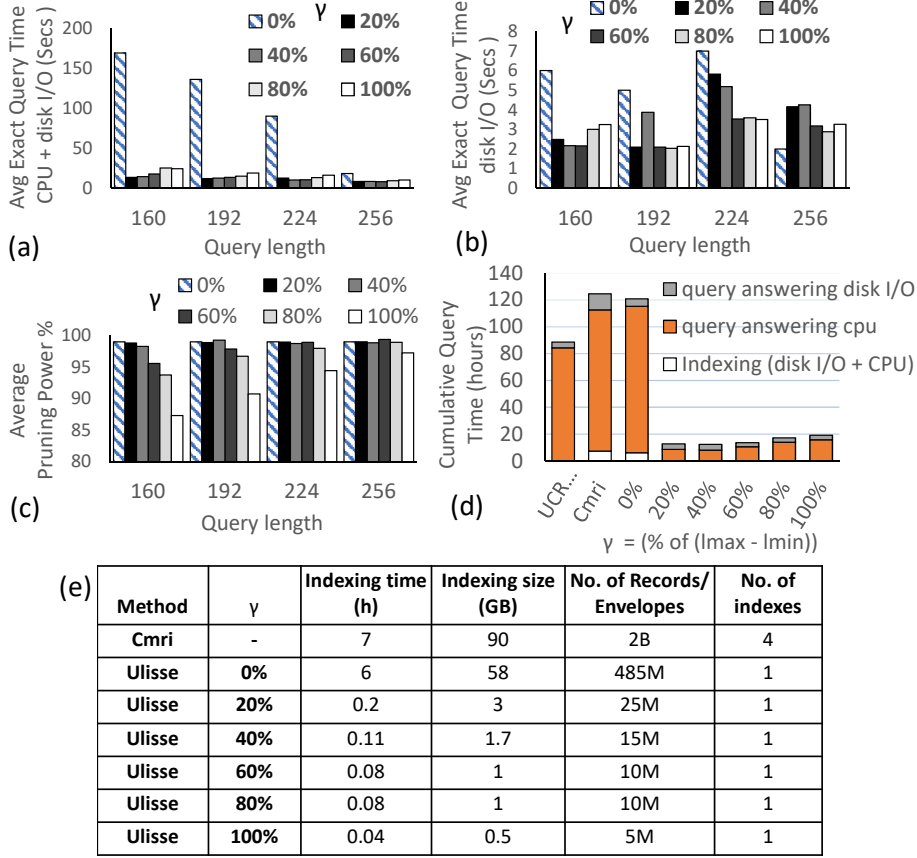 Avg Exact Query Time
CPU + disk I/O (Secs )
200
150
100
50
0
γ
0%
20%
40%
60%
80%
100%
160
192
224
256
(a)
Query length
Avg Exact Query Time
disk I/O (Secs)
8
7
6
5
4
3
2
1
0
γ
0%
20%
40%
60%
80%
100%
160
192
224
256
(b)
Query length
Average
Pruning Power %
100
95
90
85
80
γ
0%
20%
40%
60%
80%
100%
160
192
224
256
(c)
Query length
Cumulative Query
Time (hours)
140
120
100
80
60
40
20
0
query answering disk I/O
query answering cpu
Indexing (disk I/O + CPU)
UCR...
Cmri
0%
20%
40%
60%
80%
100%
(d)
γ = (% of (lmax - lmin))
(e)
Method γ Indexing time (h) Indexing size (GB) No. of Records/ Envelopes No. of indexes
Cmri - 7 90 2B 4
Ulisse 0% 6 58 485M 1
Ulisse 20% 0.2 3 25M 1
Ulisse 40% 0.11 1.7 15M 1
Ulisse 60% 0.08 1 10M 1
Ulisse 80% 0.08 1 10M 1
Ulisse 100% 0.04 0.5 5M 1